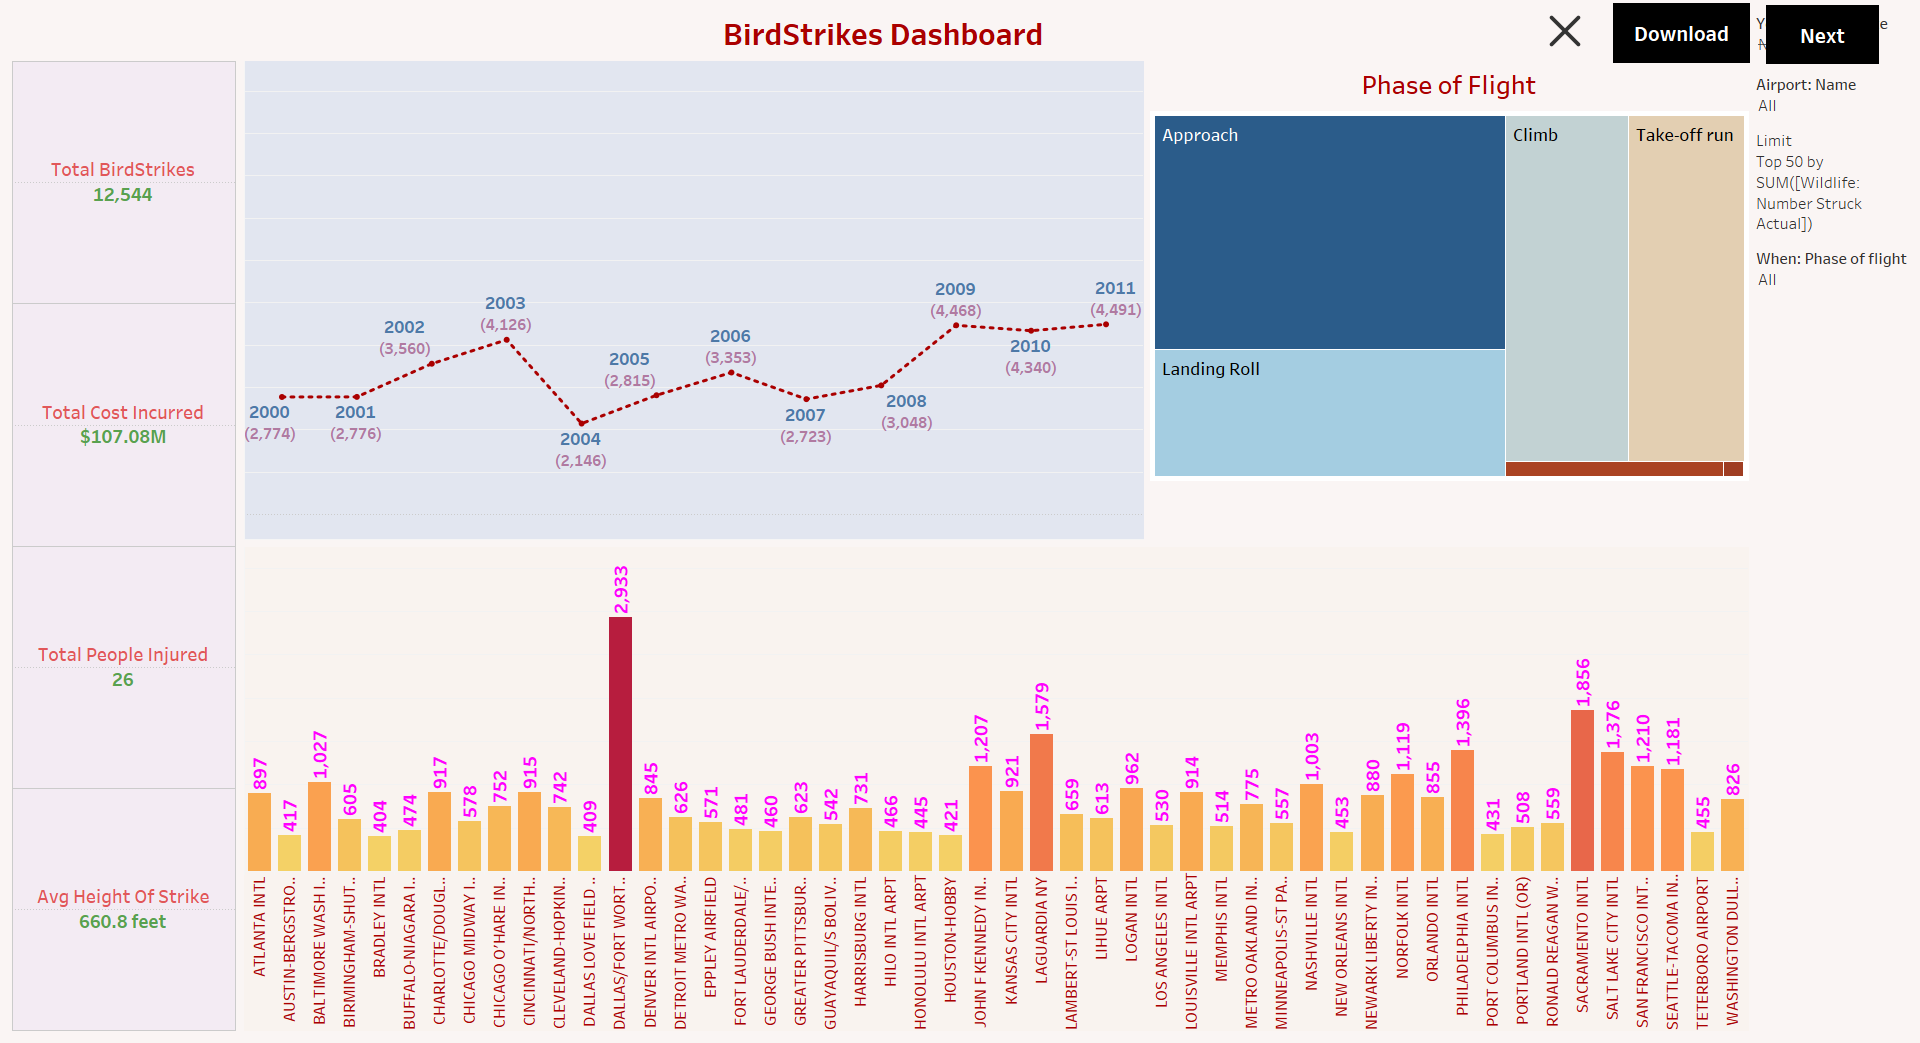 BirdStrikes Dashboard
Download
Next
Total BirdStrikes
12,544
Total Cost Incurred
$107.08M
Total People Injured
26
Avg Height Of Strike
660.8 feet
2000
(2,774)
2001
(2,776)
2002
(3,560)
2003
(4,126)
2004
(2,146)
2005
(2,815)
2006
(3,353)
2007
(2,723)
2008
(3,048)
2009
(4,468)
2010
(4,340)
2011
(4,491)
Phase of Flight
Approach
Climb
Take-off run
Landing Roll
Airport: Name
All
Limit
Top 50 by
SUM([Wildlife:
Number Struck
Actual])
When: Phase of flight
All
897
417
1,027
605
404
474
917
578
752
915
742
409
2,933
845
626
571
481
460
623
542
731
466
445
421
1,207
921
1,579
659
613
962
530
914
514
775
557
1,003
453
880
1,119
855
1,396
431
508
559
1,856
1,376
1,210
1,181
455
826
ATLANTA INTL
AUSTIN-BERGSTRO..
BALTIMORE WASH I..
BIRMINGHAM-SHUT..
BRADLEY INTL
BUFFALO-NIAGARA I..
CHARLOTTE/DOUGL..
CHICAGO MIDWAY I..
CHICAGO O'HARE IN..
CINCINNATI/NORTH..
CLEVELAND-HOPKIN..
DALLAS LOVE FIELD ..
DALLAS/FORT WORT..
DENVER INTL AIRPO..
DETROIT METRO WA..
EPPLEY AIRFIELD
FORT LAUDERDALE/..
GEORGE BUSH INTE..
GREATER PITTSBUR..
GUAYAQUIL/S BOLIV..
HARRISBURG INTL
HILO INTL ARPT
HONOLULU INTL ARPT
HOUSTON-HOBBY
JOHN F KENNEDY IN..
KANSAS CITY INTL
LAGUARDIA NY
LAMBERT-ST LOUIS I..
LIHUE ARPT
LOGAN INTL
LOS ANGELES INTL
LOUISVILLE INTL ARPT
MEMPHIS INTL
METRO OAKLAND IN..
MINNEAPOLIS-ST PA..
NASHVILLE INTL
NEW ORLEANS INTL
NEWARK LIBERTY IN..
NORFOLK INTL
ORLANDO INTL
PHILADELPHIA INTL
PORT COLUMBUS IN..
PORTLAND INTL (OR)
RONALD REAGAN W..
SACRAMENTO INTL
SALT LAKE CITY INTL
SAN FRANCISCO INT..
SEATTLE-TACOMA IN..
TETERBORO AIRPORT
WASHINGTON DULL..